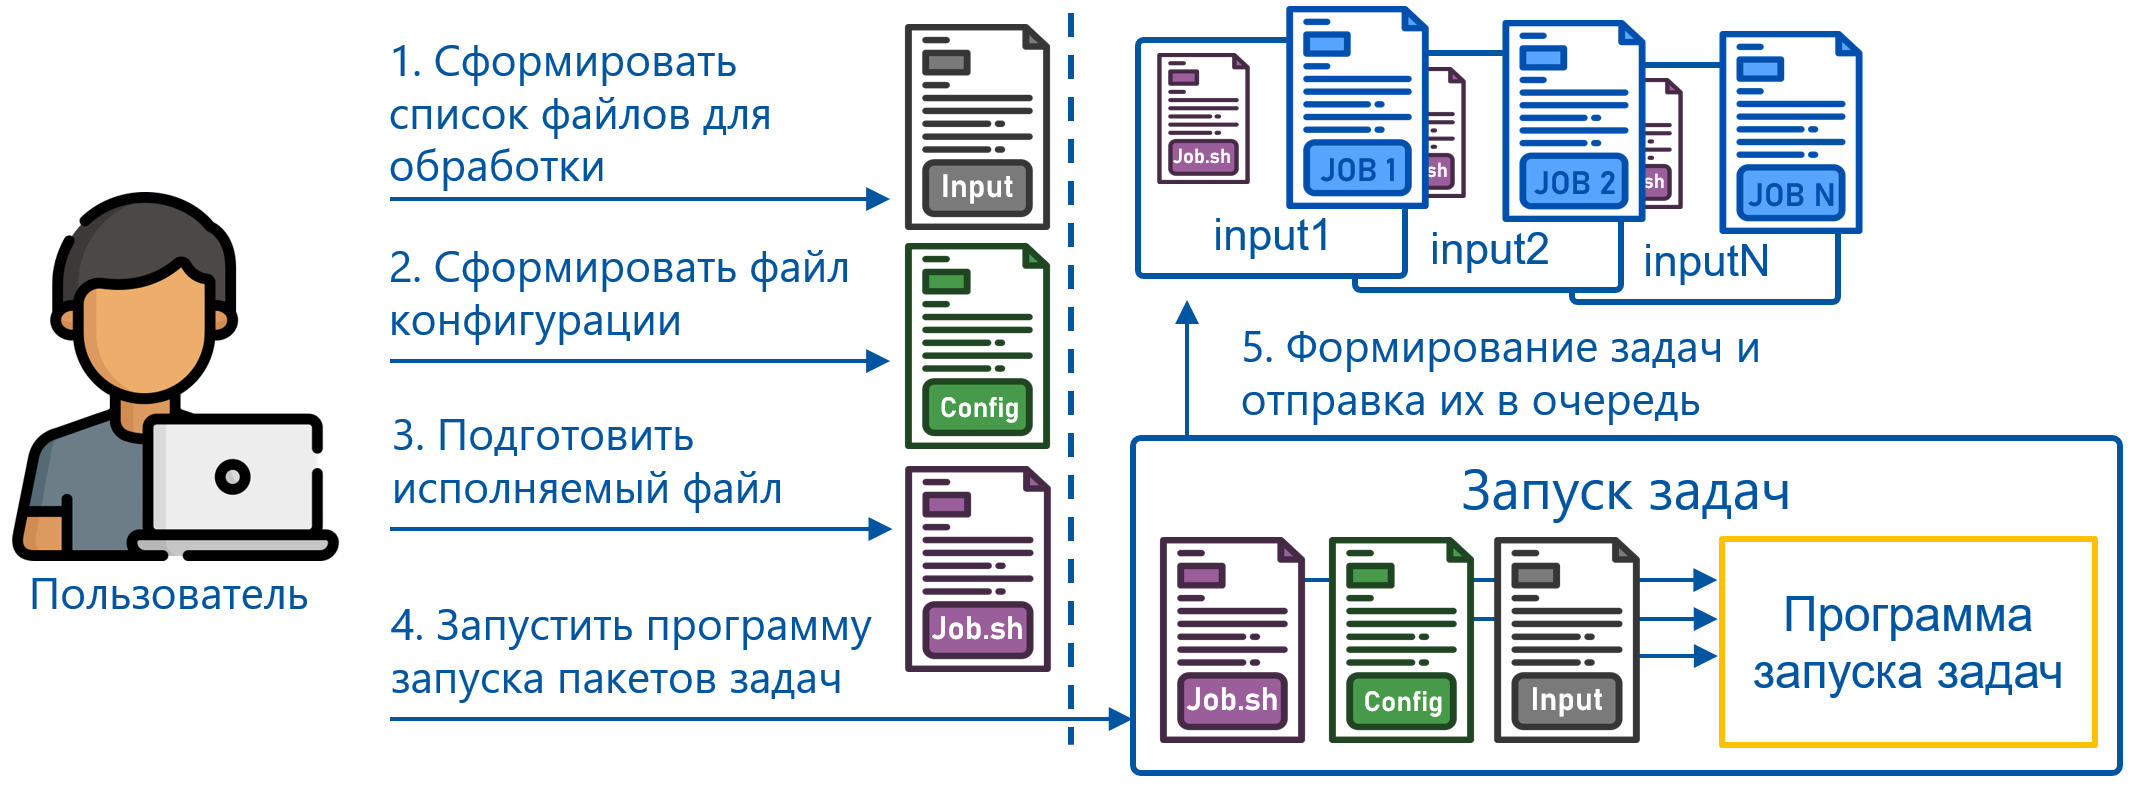 1. Сформировать
список файлов для
обработки
Input
2. Сформировать файл
конфигурации
Config
3. Подготовить
исполняемый файл
Job.sh
4. Запустить программу
запуска пакетов задач
Пользователь
Job.sh
JOB 1
input1
sh
JOB 2
input2
sh
JOB N
inputN
5. Формирование задач и
отправка их в очередь
Запуск задач
Job.sh
Config
Input
Программа
запуска задач